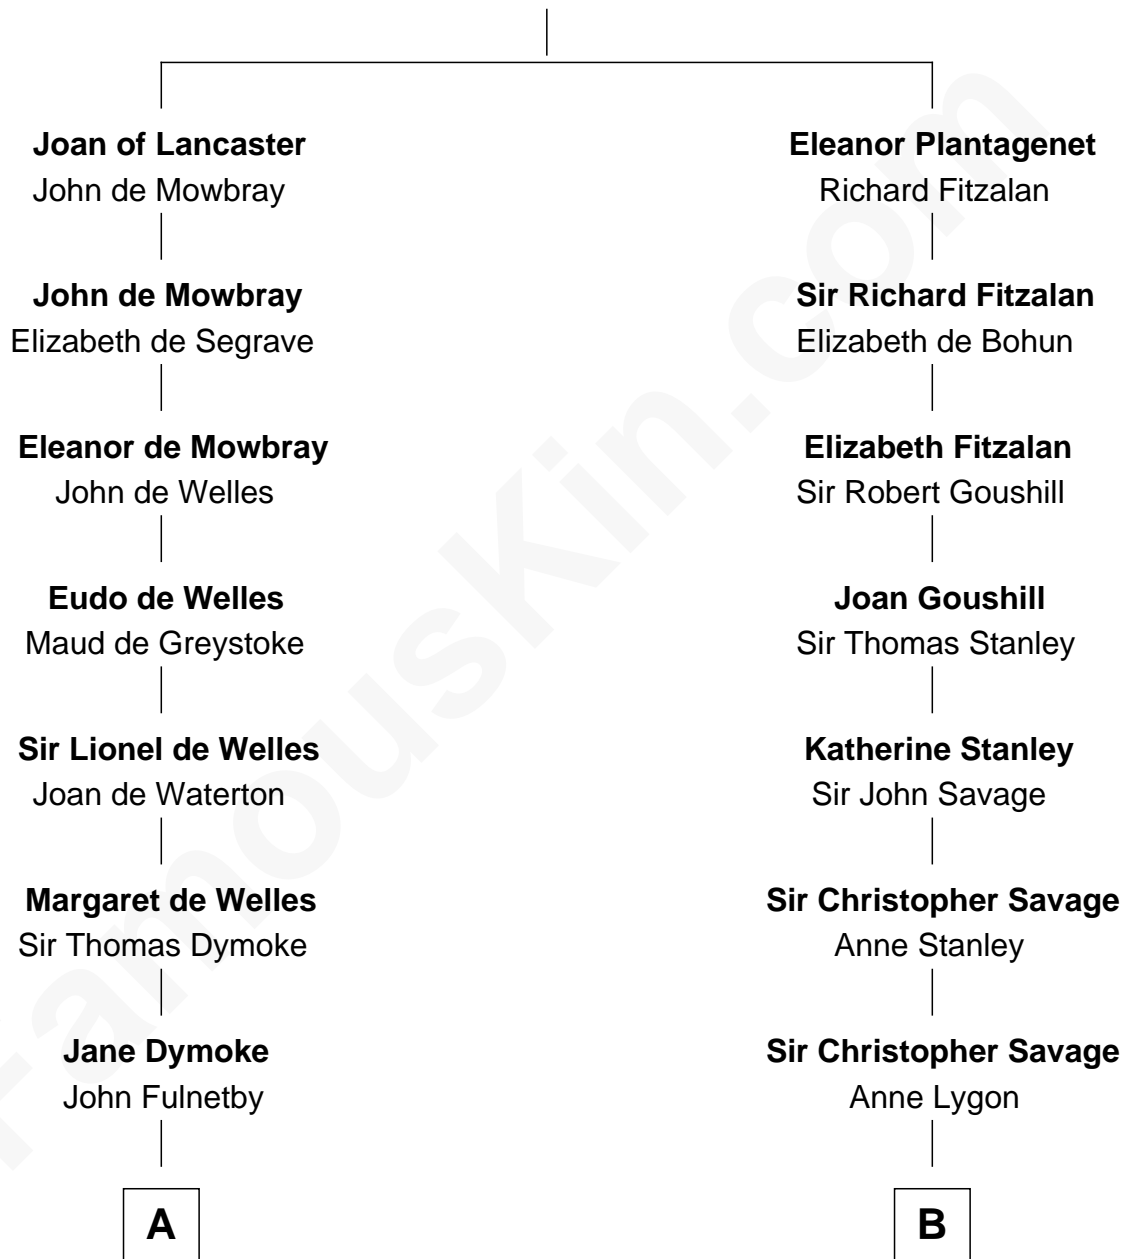 Joan of Lancaster
John de Mowbray
John de Mowbray
Elizabeth de Segrave
Eleanor de Mowbray
John de Welles
Eudo de Welles
Maud de Greystoke
Sir Lionel de Welles
Joan de Waterton
Margaret de Welles
Sir Thomas Dymoke
Jane Dymoke
John Fulnetby
A
Eleanor Plantagenet
Richard Fitzalan
Sir Richard Fitzalan
Elizabeth de Bohun
Elizabeth Fitzalan
Sir Robert Goushill
Joan Goushill
Sir Thomas Stanley
Katherine Stanley
Sir John Savage
Sir Christopher Savage
Anne Stanley
Sir Christopher Savage
Anne Lygon
B
FamousKin.com